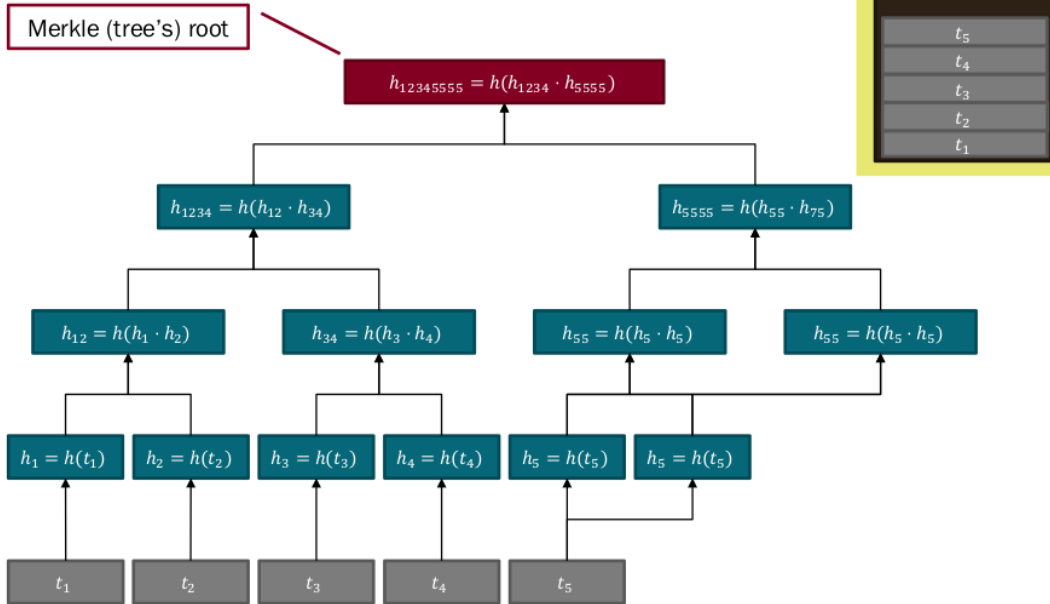 Merkle (tree's) root
t₅
t₄
t₃
t₂
t₁
h₁₂₃₄₅₅₅₅ = h(h₁₂₃₄ · h₅₅₅₅)
h₁₂₃₄ = h(h₁₂ · h₃₄)
h₅₅₅₅ = h(h₅₅ · h₇₅)
h₁₂ = h(h₁ · h₂)
h₃₄ = h(h₃ · h₄)
h₅₅ = h(h₅ · h₅)
h₅₅ = h(h₅ · h₅)
h₁ = h(t₁)
h₂ = h(t₂)
h₃ = h(t₃)
h₄ = h(t₄)
h₅ = h(t₅)
h₅ = h(t₅)
t₁
t₂
t₃
t₄
t₅